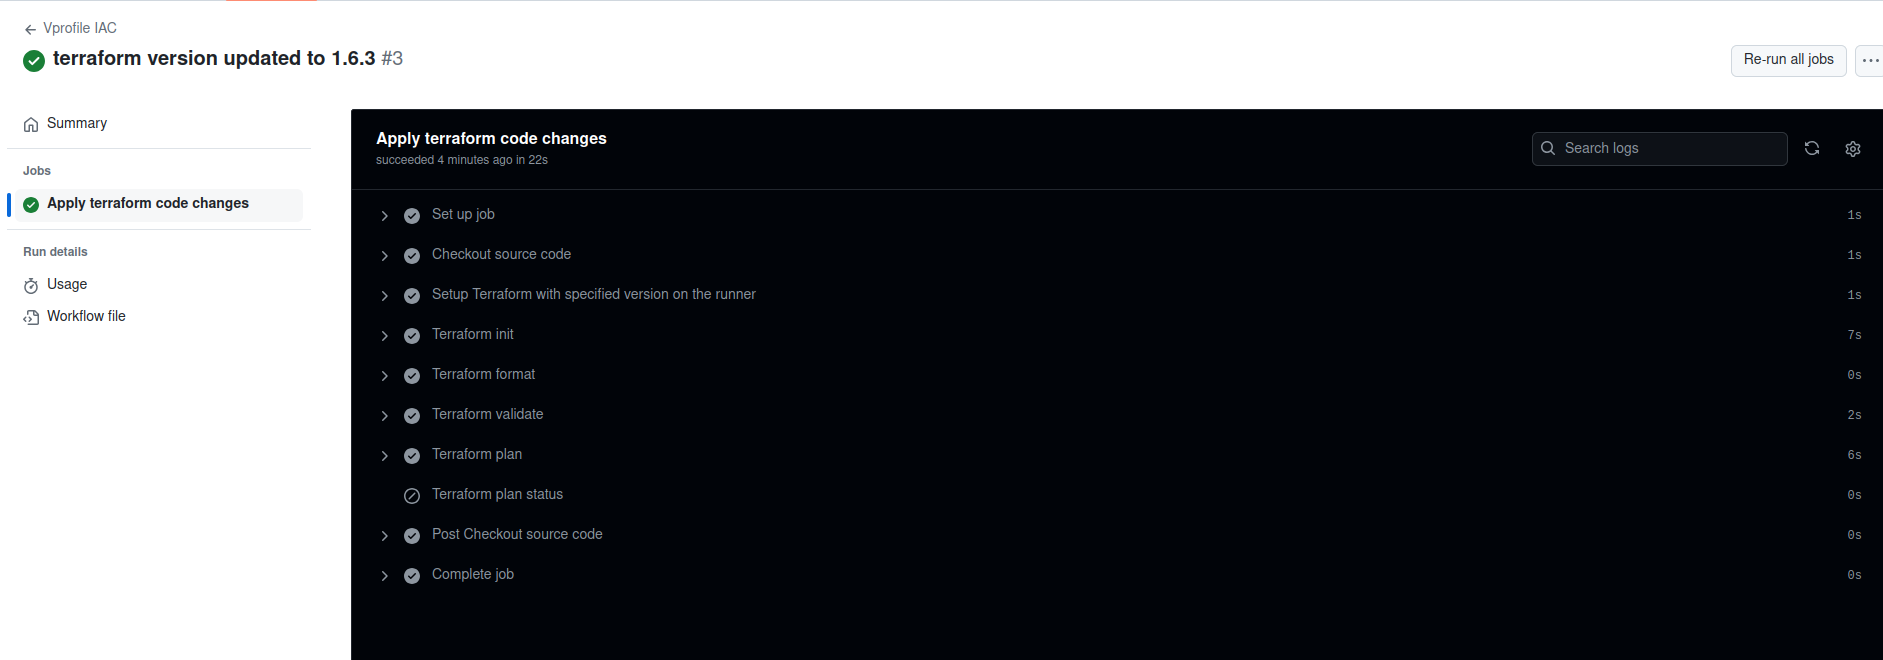 Vprofile IAC
terraform version updated to 1.6.3 #3
Re-run all jobs
Summary
Jobs
Apply terraform code changes
Run details
Usage
Workflow file
Apply terraform code changes
succeeded 4 minutes ago in 22s
Search logs
Set up job 1s
Checkout source code 1s
Setup Terraform with specified version on the runner 1s
Terraform init 7s
Terraform format 0s
Terraform validate 2s
Terraform plan 6s
Terraform plan status 0s
Post Checkout source code 0s
Complete job 0s